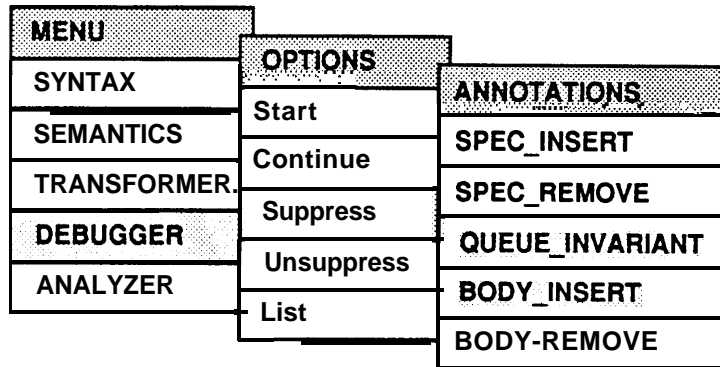 MENU
SYNTAX
SEMANTICS
TRANSFORMER.
DEBUGGER
ANALYZER
OPTIONS
Start
Continue
Suppress
Unsuppress
List
ANNOTATIONS
SPEC_INSERT
SPEC_REMOVE
QUEUE_INVARIANT
BODY_INSERT
BODY-REMOVE